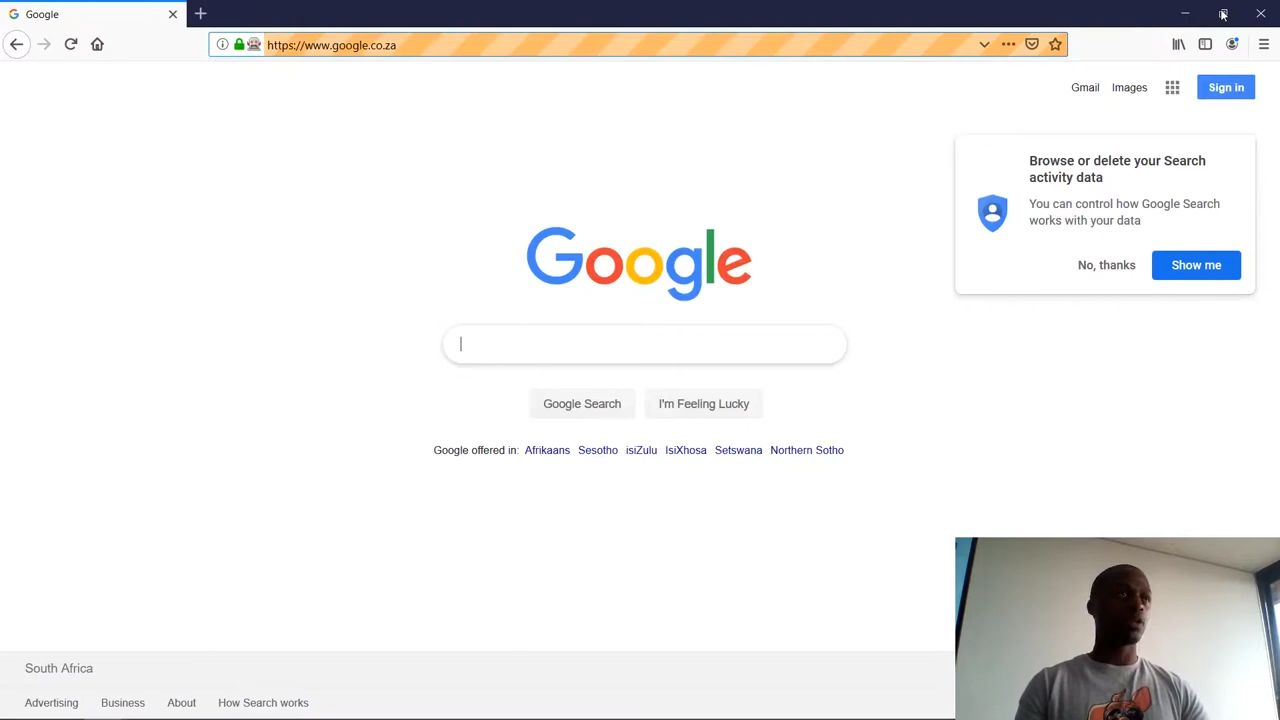 Google
https://www.google.co.za
Gmail Images Sign in
Browse or delete your Search
activity data
You can control how Google Search
works with your data
No, thanks Show me
Google
Google Search I'm Feeling Lucky
Google offered in: Afrikaans Sesotho isiZulu IsiXhosa Setswana Northern Sotho
South Africa
Advertising Business About How Search works